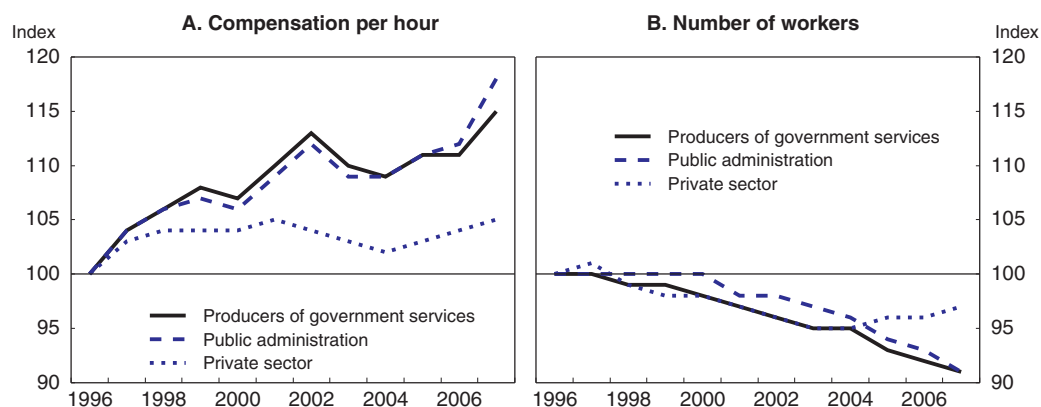 A. Compensation per hour
Index
120
115
110
105
100
95
90
Producers of government services
Public administration
Private sector
1996 1998 2000 2002 2004 2006
B. Number of workers
Index
120
115
110
105
100
95
90
Producers of government services
Public administration
Private sector
1996 1998 2000 2002 2004 2006